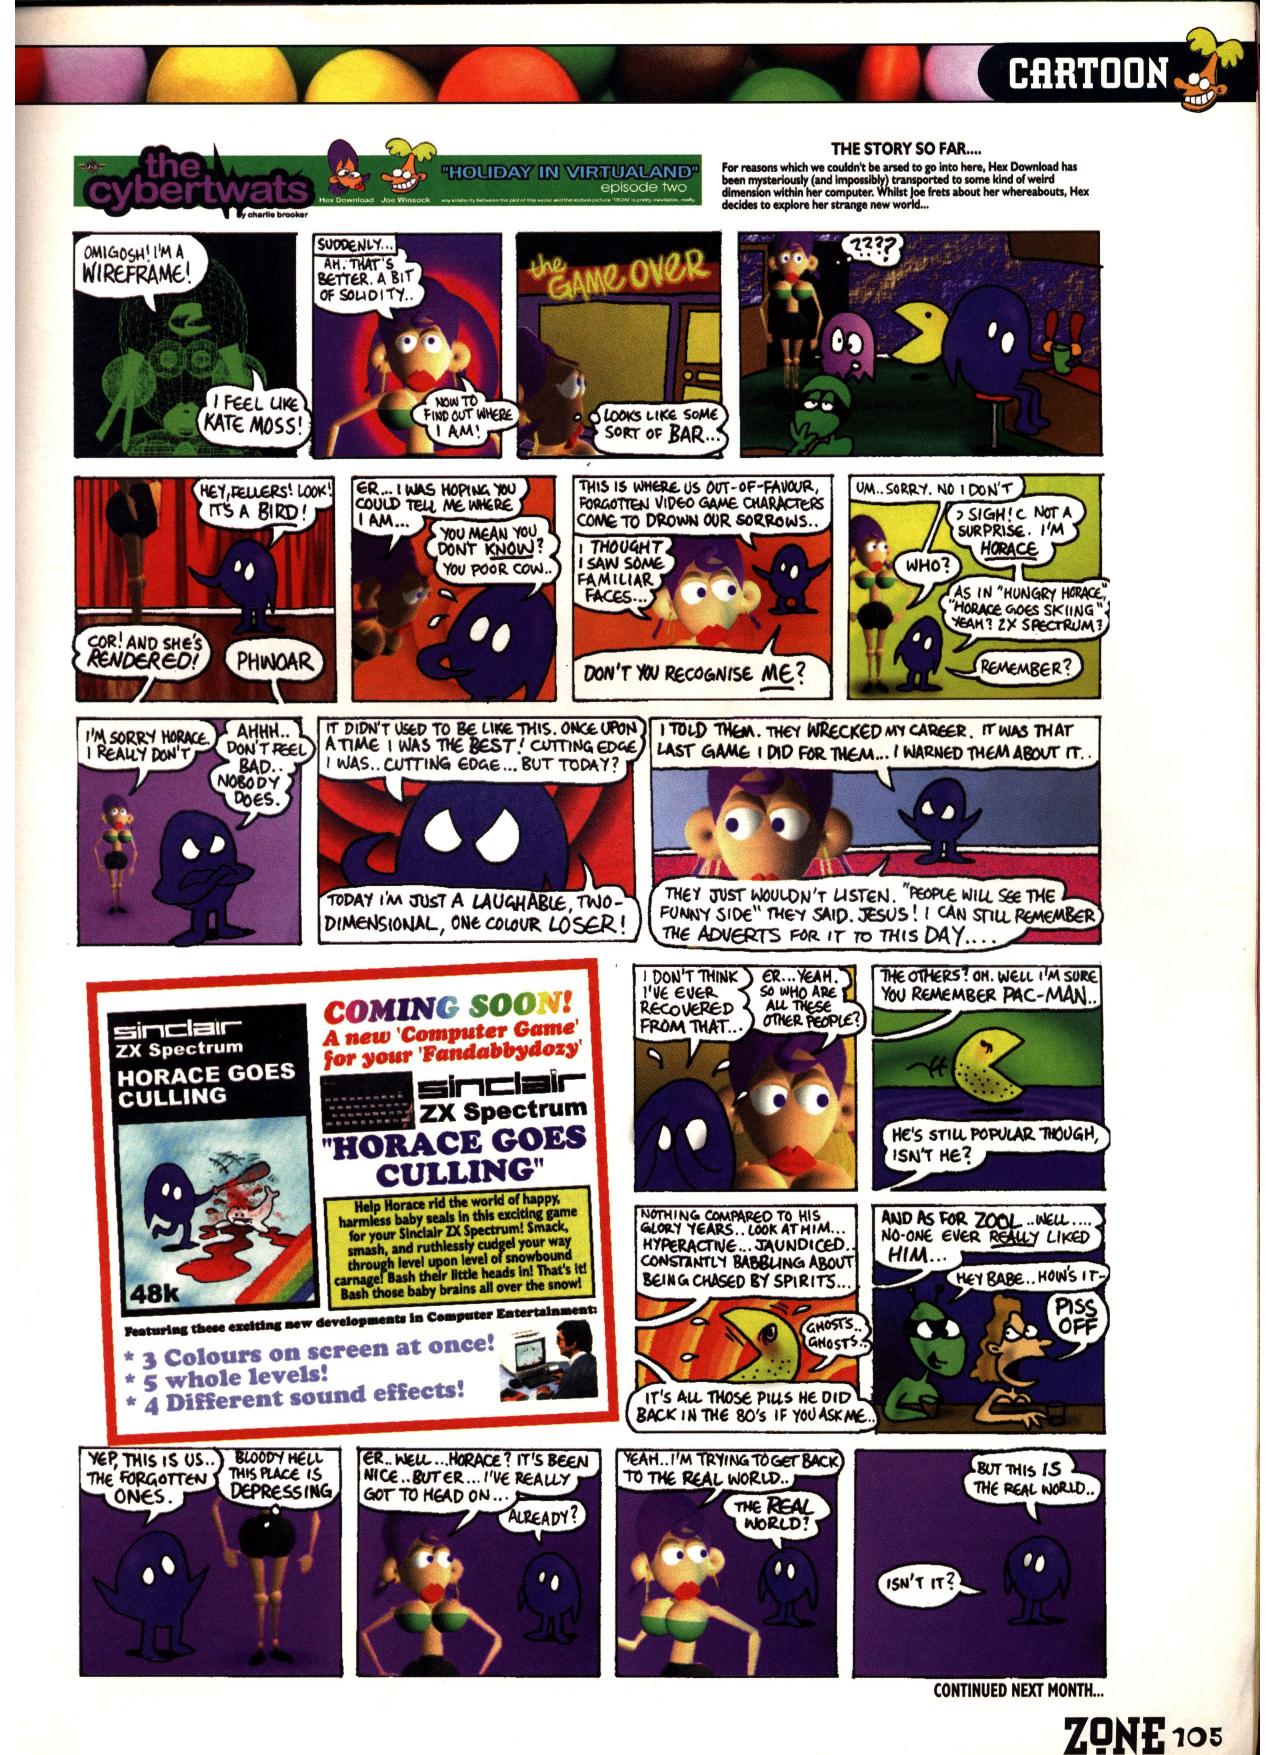 CARTOON
the
cybertwats
by charlie brooker
Hex Download Joe Winsock
"HOLIDAY IN VIRTUALAND"
episode two
any similarity between the plot of this serial and the motion picture 'TRON' is pretty inevitable, really
THE STORY SO FAR....
For reasons which we couldn't be arsed to go into here, Hex Download has
been mysteriously (and impossibly) transported to some kind of weird
dimension within her computer. Whilst Joe frets about her whereabouts, Hex
decides to explore her strange new world...
OMIGOSH! I'M A
WIREFRAME!
I FEEL LIKE
KATE MOSS!
SUDDENLY...
AH. THAT'S
BETTER. A BIT
OF SOLIDITY..
NOW TO
FIND OUT WHERE
I AM!
the
GAME OVER
LOOKS LIKE SOME
SORT OF BAR...
????
HEY, FELLERS! LOOK!
IT'S A BIRD!
COR! AND SHE'S
RENDERED!
PHWOAR
ER... I WAS HOPING YOU
COULD TELL ME WHERE
I AM...
YOU MEAN YOU
DON'T KNOW?
YOU POOR COW..
THIS IS WHERE US OUT-OF-FAVOUR,
FORGOTTEN VIDEO GAME CHARACTERS
COME TO DROWN OUR SORROWS..
I THOUGHT
I SAW SOME
FAMILIAR
FACES...
DON'T YOU RECOGNISE ME?
UM.. SORRY. NO I DON'T
WHO?
>SIGH!< NOT A
SURPRISE. I'M
HORACE
AS IN "HUNGRY HORACE,"
"HORACE GOES SKIING"
YEAH? ZX SPECTRUM?
REMEMBER?
I'M SORRY HORACE.
I REALLY DON'T
AHHH..
DON'T FEEL
BAD..
NOBODY
DOES.
IT DIDN'T USED TO BE LIKE THIS. ONCE UPON
A TIME I WAS THE BEST! CUTTING EDGE
I WAS.. CUTTING EDGE... BUT TODAY?
TODAY I'M JUST A LAUGHABLE, TWO-
DIMENSIONAL, ONE COLOUR LOSER!
I TOLD THEM. THEY WRECKED MY CAREER. IT WAS THAT
LAST GAME I DID FOR THEM... I WARNED THEM ABOUT IT..
THEY JUST WOULDN'T LISTEN. "PEOPLE WILL SEE THE
FUNNY SIDE" THEY SAID. JESUS! I CAN STILL REMEMBER
THE ADVERTS FOR IT TO THIS DAY....
sinclair
ZX Spectrum
HORACE GOES
CULLING
48k
COMING SOON!
A new 'Computer Game'
for your 'Fandabbydozy'
sinclair
ZX Spectrum
"HORACE GOES
CULLING"
Help Horace rid the world of happy,
harmless baby seals in this exciting game
for your Sinclair ZX Spectrum! Smack,
smash, and ruthlessly cudgel your way
through level upon level of snowbound
carnage! Bash their little heads in! That's it!
Bash those baby brains all over the snow!
Featuring these exciting new developments in Computer Entertainment:
* 3 Colours on screen at once!
* 5 whole levels!
* 4 Different sound effects!
I DON'T THINK
I'VE EVER
RECOVERED
FROM THAT...
ER...YEAH.
SO WHO ARE
ALL THESE
OTHER PEOPLE?
THE OTHERS? OH. WELL I'M SURE
YOU REMEMBER PAC-MAN..
HE'S STILL POPULAR THOUGH,
ISN'T HE?
NOTHING COMPARED TO HIS
GLORY YEARS.. LOOK AT HIM...
HYPERACTIVE... JAUNDICED..
CONSTANTLY BABBLING ABOUT
BEING CHASED BY SPIRITS...
GHOSTS..
GHOSTS..
IT'S ALL THOSE PILLS HE DID
BACK IN THE 80'S IF YOU ASK ME..
AND AS FOR ZOOL ..WELL....
NO-ONE EVER REALLY LIKED
HIM...
HEY BABE.. HOW'S IT-
PISS
OFF
YEP, THIS IS US..
THE FORGOTTEN
ONES.
BLOODY HELL
THIS PLACE IS
DEPRESSING
ER.. WELL... HORACE? IT'S BEEN
NICE.. BUT ER... I'VE REALLY
GOT TO HEAD ON...
ALREADY?
YEAH.. I'M TRYING TO GET BACK
TO THE REAL WORLD..
THE REAL
WORLD?
BUT THIS IS
THE REAL WORLD..
ISN'T IT?
CONTINUED NEXT MONTH...
ZONE 105